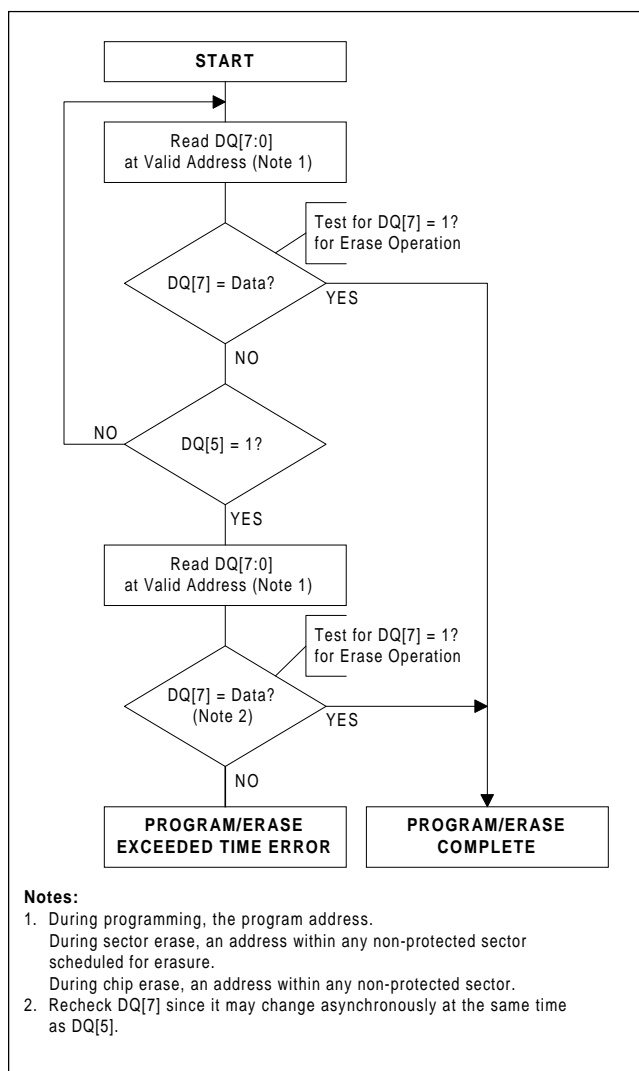 START
Read DQ[7:0]
at Valid Address (Note 1)
Test for DQ[7] = 1?
for Erase Operation
DQ[7] = Data?
YES
NO
NO
DQ[5] = 1?
YES
Read DQ[7:0]
at Valid Address (Note 1)
Test for DQ[7] = 1?
for Erase Operation
DQ[7] = Data?
(Note 2)
YES
NO
PROGRAM/ERASE
EXCEEDED TIME ERROR
PROGRAM/ERASE
COMPLETE
Notes:
1. During programming, the program address.
During sector erase, an address within any non-protected sector
scheduled for erasure.
During chip erase, an address within any non-protected sector.
2. Recheck DQ[7] since it may change asynchronously at the same time
as DQ[5].